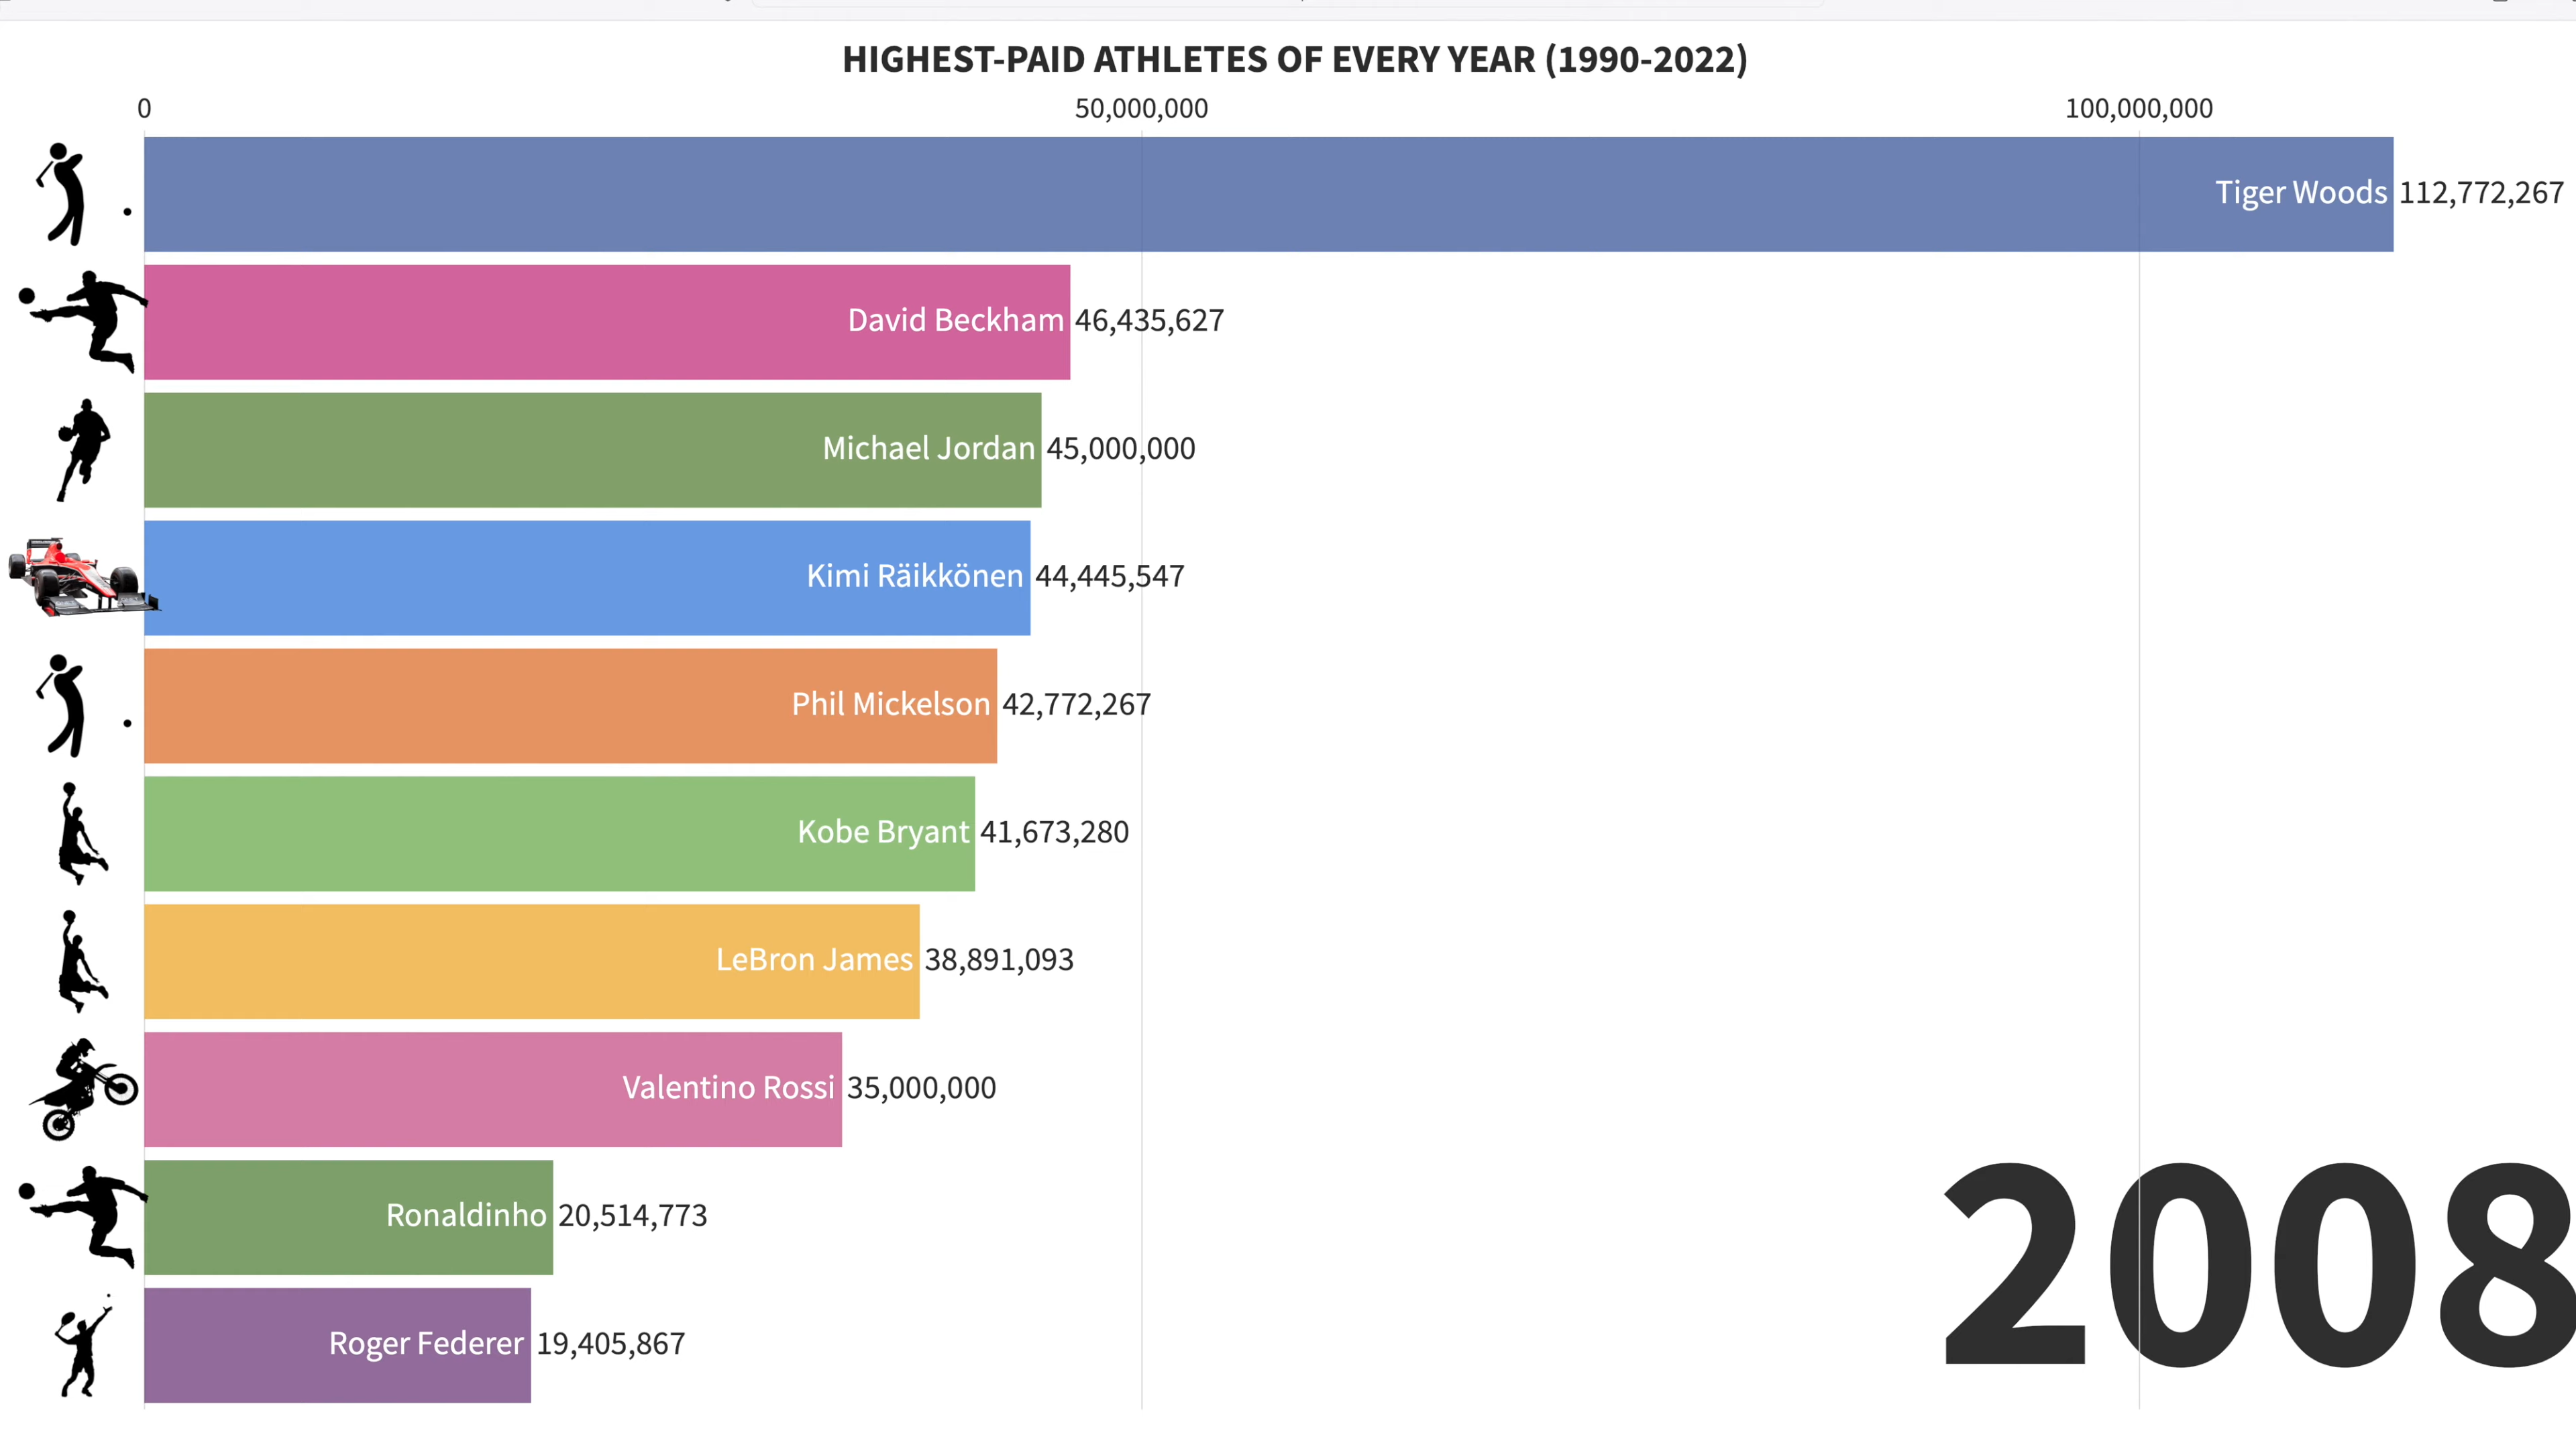 HIGHEST-PAID ATHLETES OF EVERY YEAR (1990-2022)
0 50,000,000 100,000,000
Tiger Woods 112,772,267
David Beckham 46,435,627
Michael Jordan 45,000,000
Kimi Räikkönen 44,445,547
Phil Mickelson 42,772,267
Kobe Bryant 41,673,280
LeBron James 38,891,093
Valentino Rossi 35,000,000
Ronaldinho 20,514,773
Roger Federer 19,405,867
2008